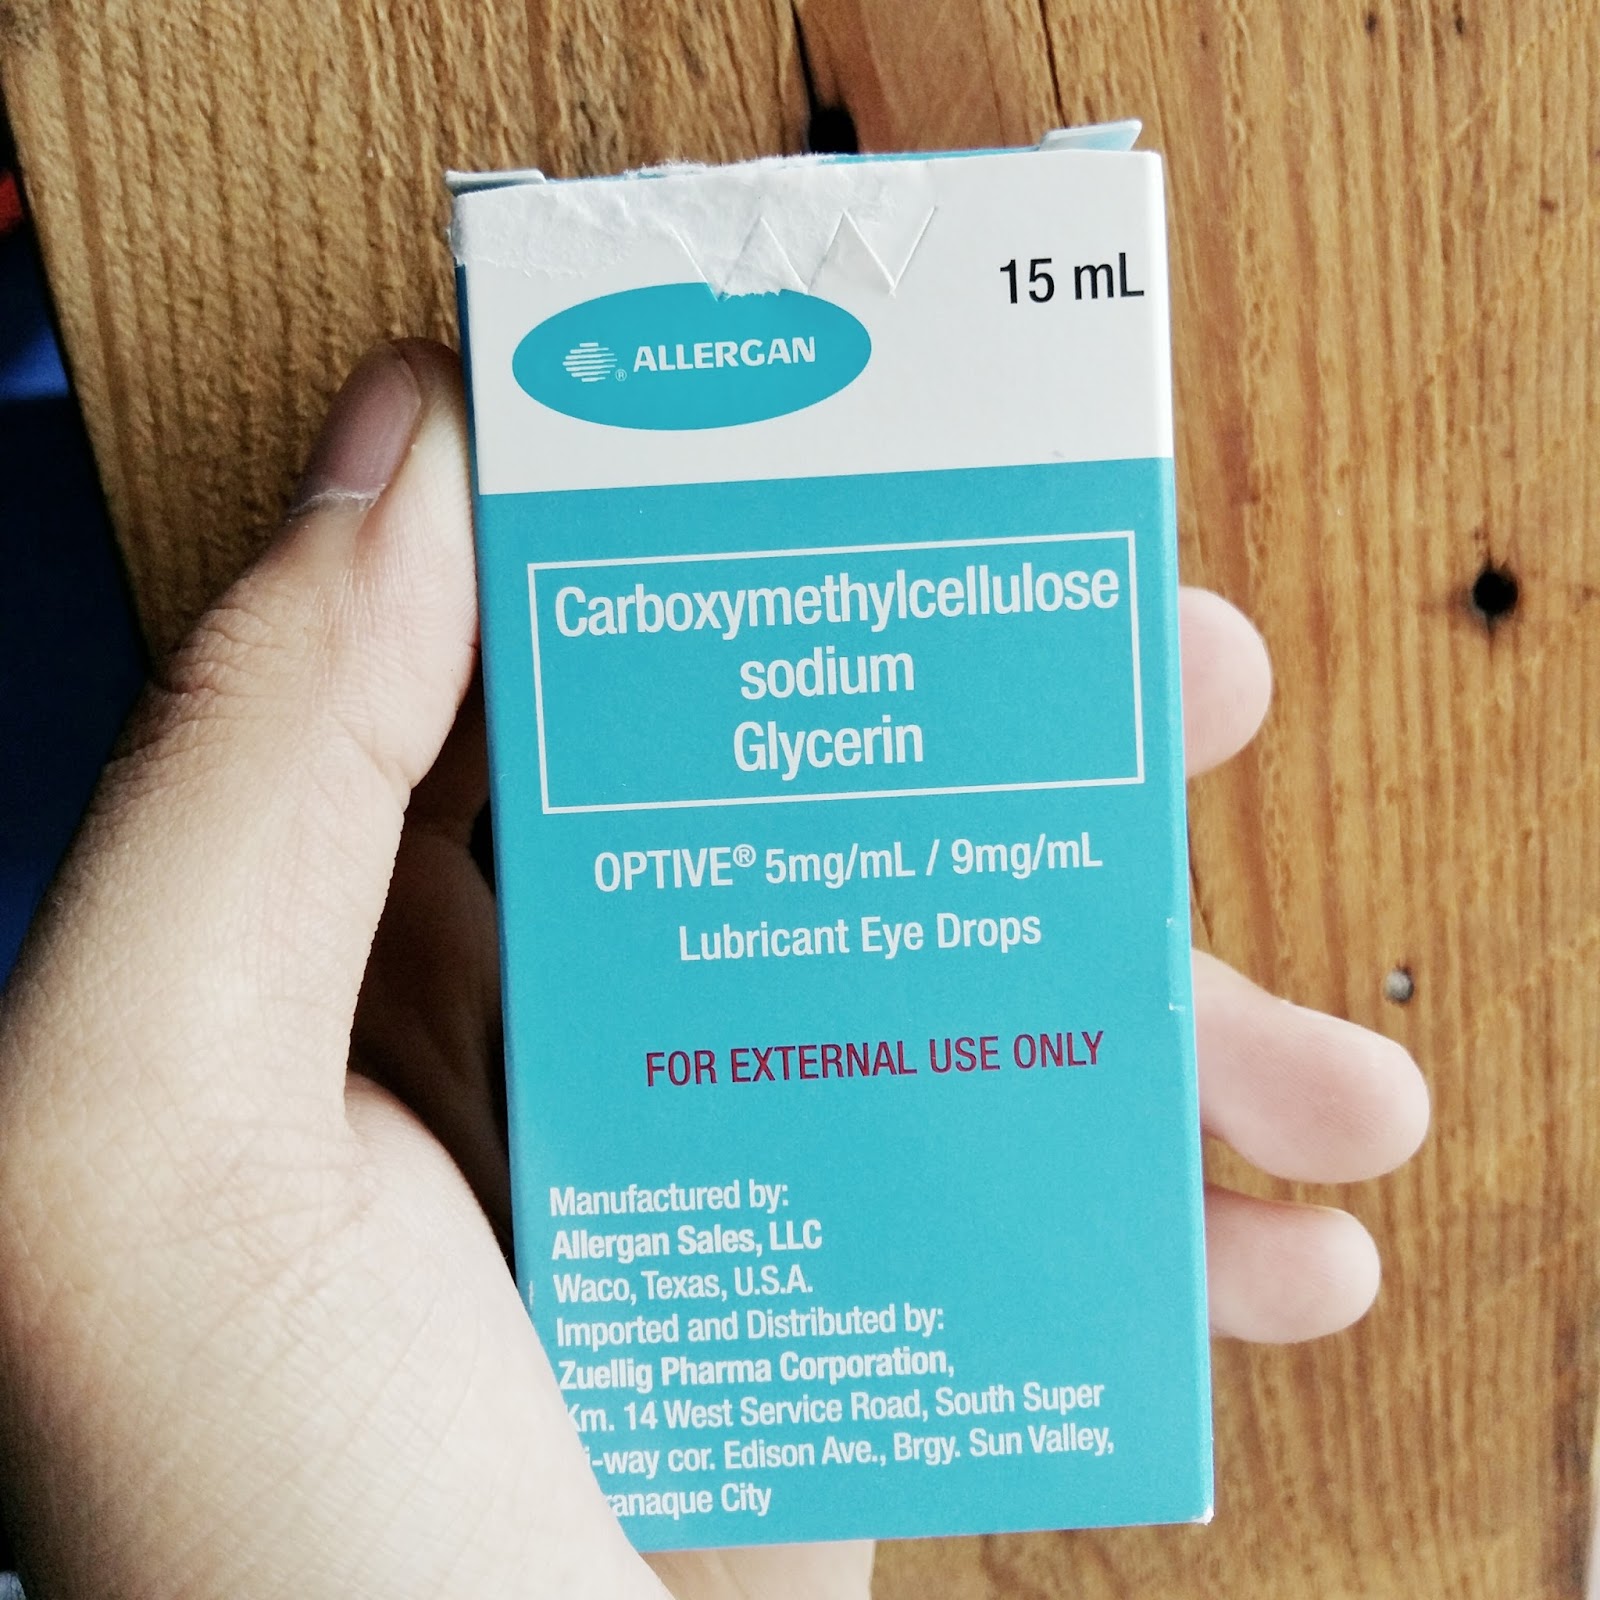 15 mL
® ALLERGAN
Carboxymethylcellulose
sodium
Glycerin
OPTIVE® 5mg/mL / 9mg/mL
Lubricant Eye Drops
FOR EXTERNAL USE ONLY
Manufactured by:
Allergan Sales, LLC
Waco, Texas, U.S.A.
Imported and Distributed by:
Zuellig Pharma Corporation,
Km. 14 West Service Road, South Super
i-way cor. Edison Ave., Brgy. Sun Valley,
ranaque City